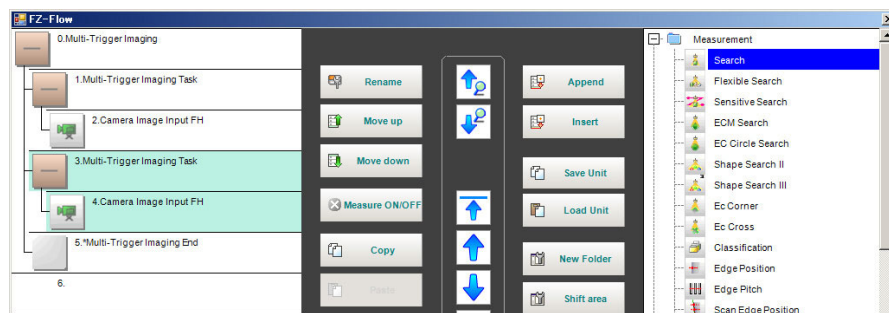 FZ-Flow
0.Multi-Trigger Imaging
1.Multi-Trigger Imaging Task
2.Camera Image Input FH
3.Multi-Trigger Imaging Task
4.Camera Image Input FH
5.*Multi-Trigger Imaging End
6.
Rename
Move up
Move down
Measure ON/OFF
Copy
Paste
Append
Insert
Save Unit
Load Unit
New Folder
Shift area
Measurement
Search
Flexible Search
Sensitive Search
ECM Search
EC Circle Search
Shape Search II
Shape Search III
Ec Corner
Ec Cross
Classification
Edge Position
Edge Pitch
Scan Edge Position